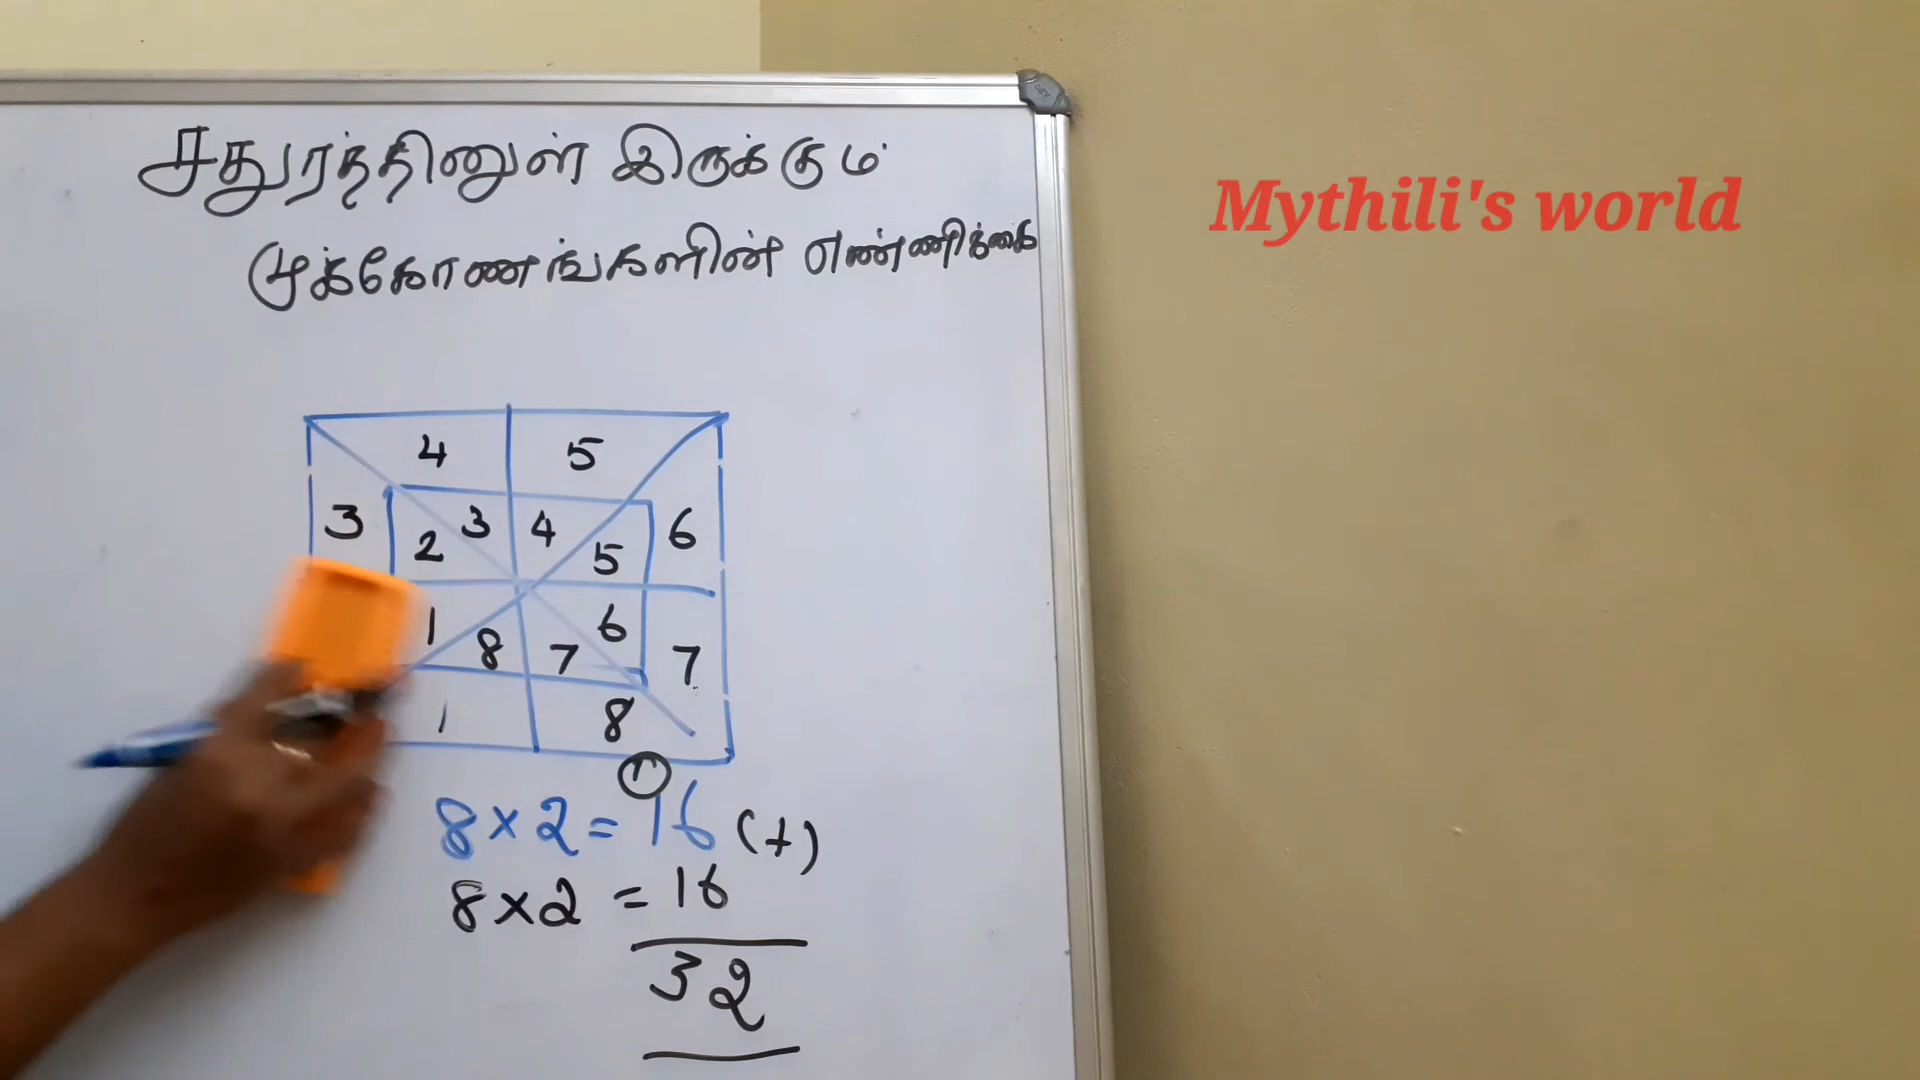 சதுரத்தினுள் இருக்கும்
முக்கோணங்களின் எண்ணிக்கை
Mythili's world
4 5
3 3 4 6
2 5
1 6
8 7 7
1 8
8×2=16 (+)
8×2 =16
32